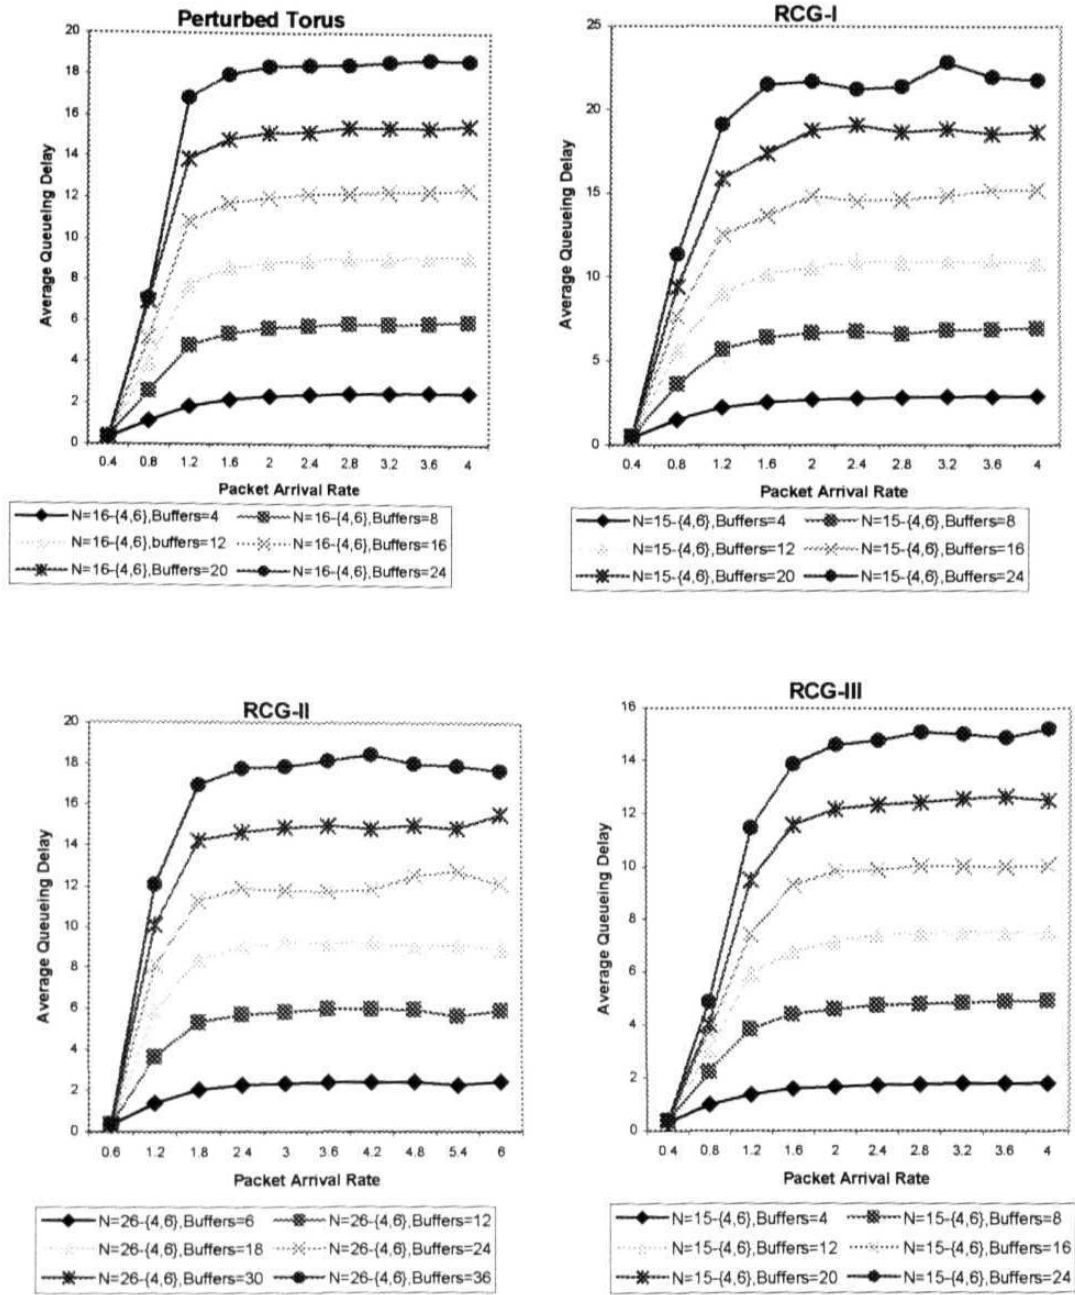 Perturbed Torus
20
18
16
14
12
10
8
6
4
2
0
Average Queueing Delay
0.4 0.8 1.2 1.6 2 2.4 2.8 3.2 3.6 4
Packet Arrival Rate
N=16-{4,6},Buffers=4 N=16-{4,6},Buffers=8
N=16-{4,6},buffers=12 N=16-{4,6},Buffers=16
N=16-{4,6},Buffers=20 N=16-{4,6},Buffers=24
RCG-I
25
20
15
10
5
0
Average Queueing Delay
0.4 0.8 1.2 1.6 2 2.4 2.8 3.2 3.6 4
Packet Arrival Rate
N=15-{4,6},Buffers=4 N=15-{4,6},Buffers=8
N=15-{4,6},Buffers=12 N=15-{4,6},Buffers=16
N=15-{4,6},Buffers=20 N=15-{4,6},Buffers=24
RCG-II
20
18
16
14
12
10
8
6
4
2
0
Average Queueing Delay
0.6 1.2 1.8 2.4 3 3.6 4.2 4.8 5.4 6
Packet Arrival Rate
N=26-{4,6},Buffers=6 N=26-{4,6},Buffers=12
N=26-{4,6},Buffers=18 N=26-{4,6},Buffers=24
N=26-{4,6},Buffers=30 N=26-{4,6},Buffers=36
RCG-III
16
14
12
10
8
6
4
2
0
Average Queueing Delay
0.4 0.8 1.2 1.6 2 2.4 2.8 3.2 3.6 4
Packet Arrival Rate
N=15-{4,6},Buffers=4 N=15-{4,6},Buffers=8
N=15-{4,6},Buffers=12 N=15-{4,6},Buffers=16
N=15-{4,6},Buffers=20 N=15-{4,6},Buffers=24